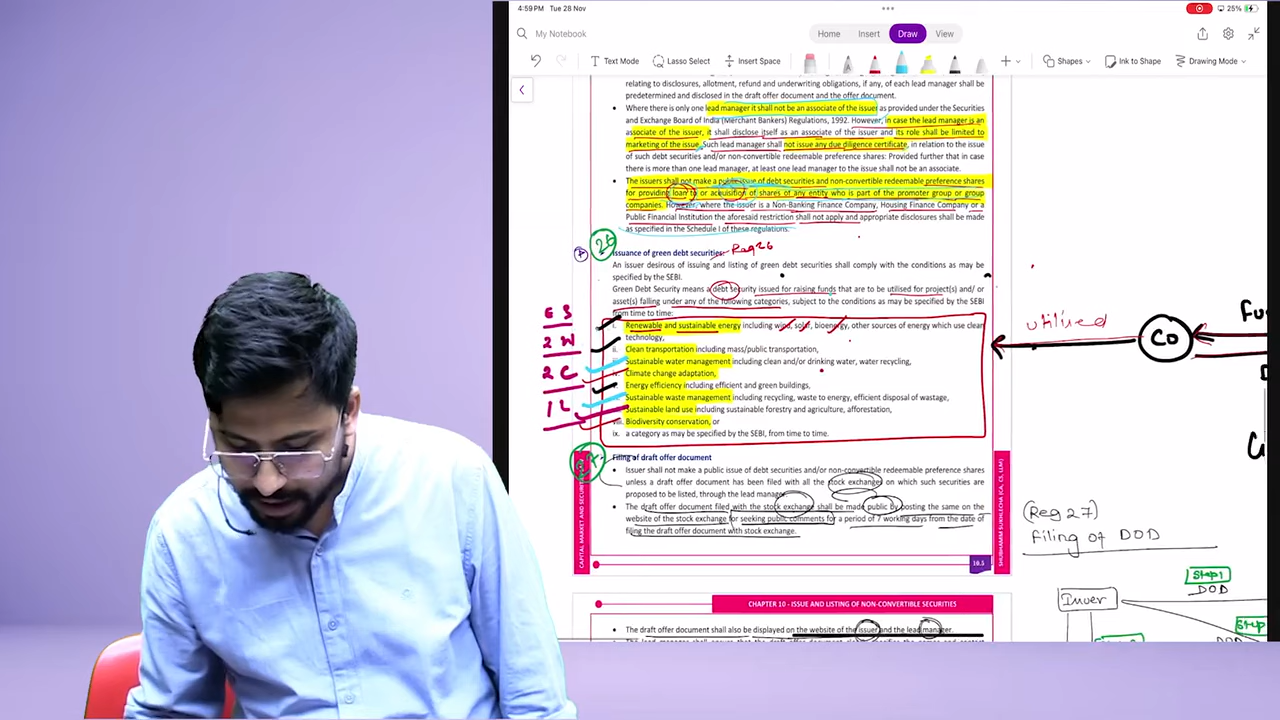 4:59 PM Tue 28 Nov
25%
My Notebook
Home Insert Draw View
Text Mode Lasso Select Insert Space Shapes Ink to Shape Drawing Mode
relating to disclosures, allotment, refund and underwriting obligations, if any, of each lead manager shall be
predetermined and disclosed in the draft offer document and the offer document.
Where there is only one lead manager it shall not be an associate of the issuer as provided under the Securities
and Exchange Board of India (Merchant Bankers) Regulations, 1992. However, in case the lead manager is an
associate of the issuer, it shall disclose itself as an associate of the issuer and its role shall be limited to
marketing of the issue. Such lead manager shall not issue any due diligence certificate, in relation to the issue
of such debt securities and/or non-convertible redeemable preference shares: Provided further that in case
there is more than one lead manager, at least one lead manager to the issue shall not be an associate.
The issuers shall not make a public issue of debt securities and non-convertible redeemable preference shares
for providing loan to or acquisition of shares of any entity who is part of the promoter group or group
companies. However, where the issuer is a Non-Banking Finance Company, Housing Finance Company or a
Public Financial Institution the aforesaid restriction shall not apply and appropriate disclosures shall be made
as specified in the Schedule I of these regulations.
26
Issuance of green debt securities: Reg 26
An issuer desirous of issuing and listing of green debt securities shall comply with the conditions as may be
specified by the SEBI.
Green Debt Security means a debt security issued for raising funds that are to be utilised for project(s) and/ or
asset(s) falling under any of the following categories, subject to the conditions as may be specified by the SEBI
from time to time:
i. Renewable and sustainable energy including wind, solar, bioenergy, other sources of energy which use clean
technology,
ii. Clean transportation including mass/public transportation,
Sustainable water management including clean and/or drinking water, water recycling,
Climate change adaptation,
Energy efficiency including efficient and green buildings,
Sustainable waste management including recycling, waste to energy, efficient disposal of wastage,
Sustainable land use including sustainable forestry and agriculture, afforestation,
viii. Biodiversity conservation, or
ix. a category as may be specified by the SEBI, from time to time.
2 W
2 C
1 L
utilised
Co
Filing of draft offer document
Issuer shall not make a public issue of debt securities and/or non-convertible redeemable preference shares
unless a draft offer document has been filed with all the stock exchanges on which such securities are
proposed to be listed, through the lead manager.
The draft offer document filed with the stock exchange shall be made public by posting the same on the
website of the stock exchange for seeking public comments for a period of 7 working days from the date of
filing the draft offer document with stock exchange.
10.5
CAPITAL MARKET AND SECURI
SHUBHAMM SUKHLECHA (CA, CS, LLM)
(Reg 27)
Filing of DOD
Step 1
DOD
Inver
Step
CHAPTER 10 - ISSUE AND LISTING OF NON-CONVERTIBLE SECURITIES
The draft offer document shall also be displayed on the website of the issuer and the lead manager.